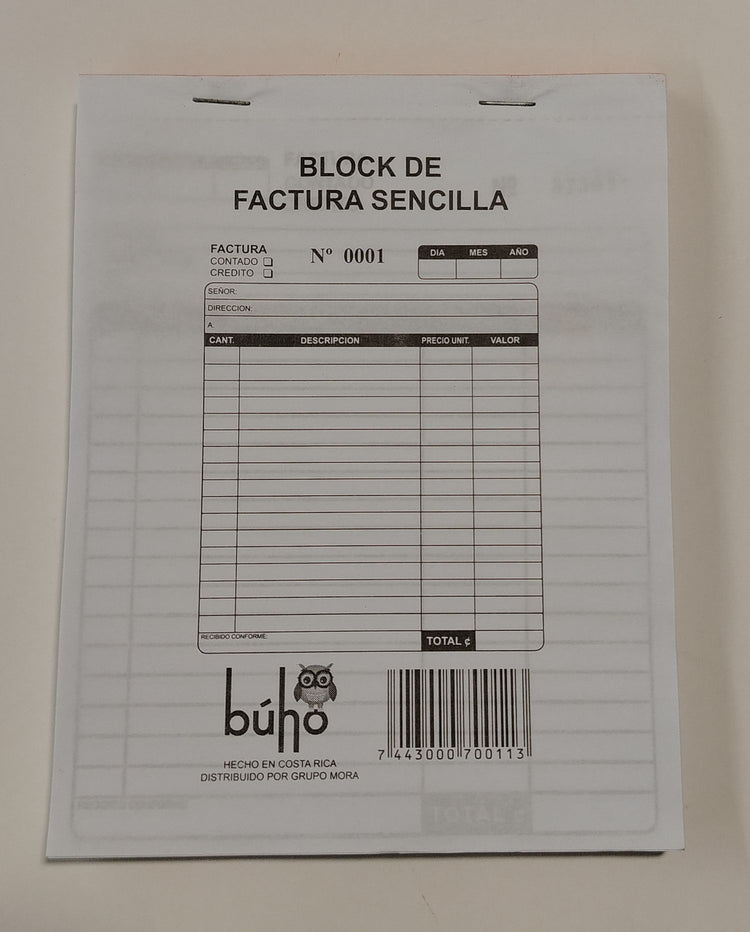 BLOCK DE
FACTURA SENCILLA
FACTURA
CONTADO
CREDITO
Nº 0001
DIA MES AÑO
SEÑOR:
DIRECCION:
A.
CANT. DESCRIPCION PRECIO UNIT. VALOR
RECIBIDO CONFORME: TOTAL ¢
búho
7 443000 700113
HECHO EN COSTA RICA
DISTRIBUIDO POR GRUPO MORA
TOTAL ¢